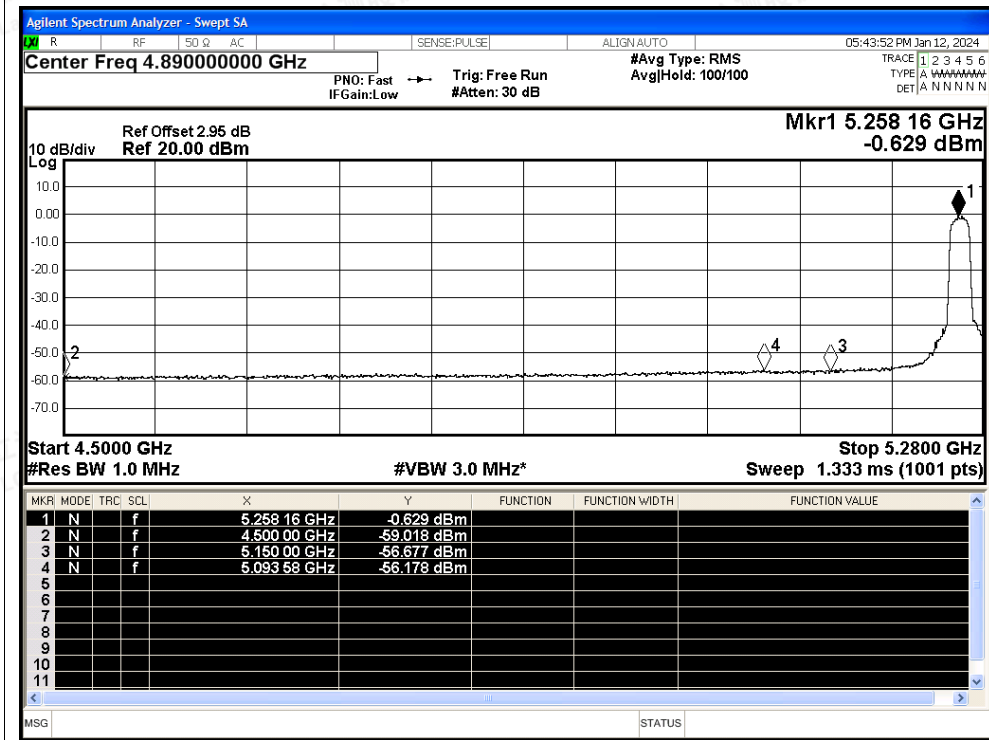 Agilent Spectrum Analyzer - Swept SA
LXI R RF 50 Ω AC SENSE:PULSE ALIGN AUTO 05:43:52 PM Jan 12, 2024
Center Freq 4.890000000 GHz #Avg Type: RMS TRACE 1 2 3 4 5 6
PNO: Fast Trig: Free Run Avg|Hold: 100/100 TYPE A WWWWW
IFGain:Low #Atten: 30 dB DET A N N N N N
Mkr1 5.258 16 GHz
Ref Offset 2.95 dB
10 dB/div Ref 20.00 dBm -0.629 dBm
Log
10.0
1
0.00
-10.0
-20.0
-30.0
-40.0
-50.0 2 4 3
-60.0
-70.0
Start 4.5000 GHz Stop 5.2800 GHz
#Res BW 1.0 MHz #VBW 3.0 MHz* Sweep 1.333 ms (1001 pts)
MKR MODE TRC SCL X Y FUNCTION FUNCTION WIDTH FUNCTION VALUE
1 N f 5.258 16 GHz -0.629 dBm
2 N f 4.500 00 GHz -59.018 dBm
3 N f 5.150 00 GHz -56.677 dBm
4 N f 5.093 58 GHz -56.178 dBm
5
6
7
8
9
10
11
MSG STATUS